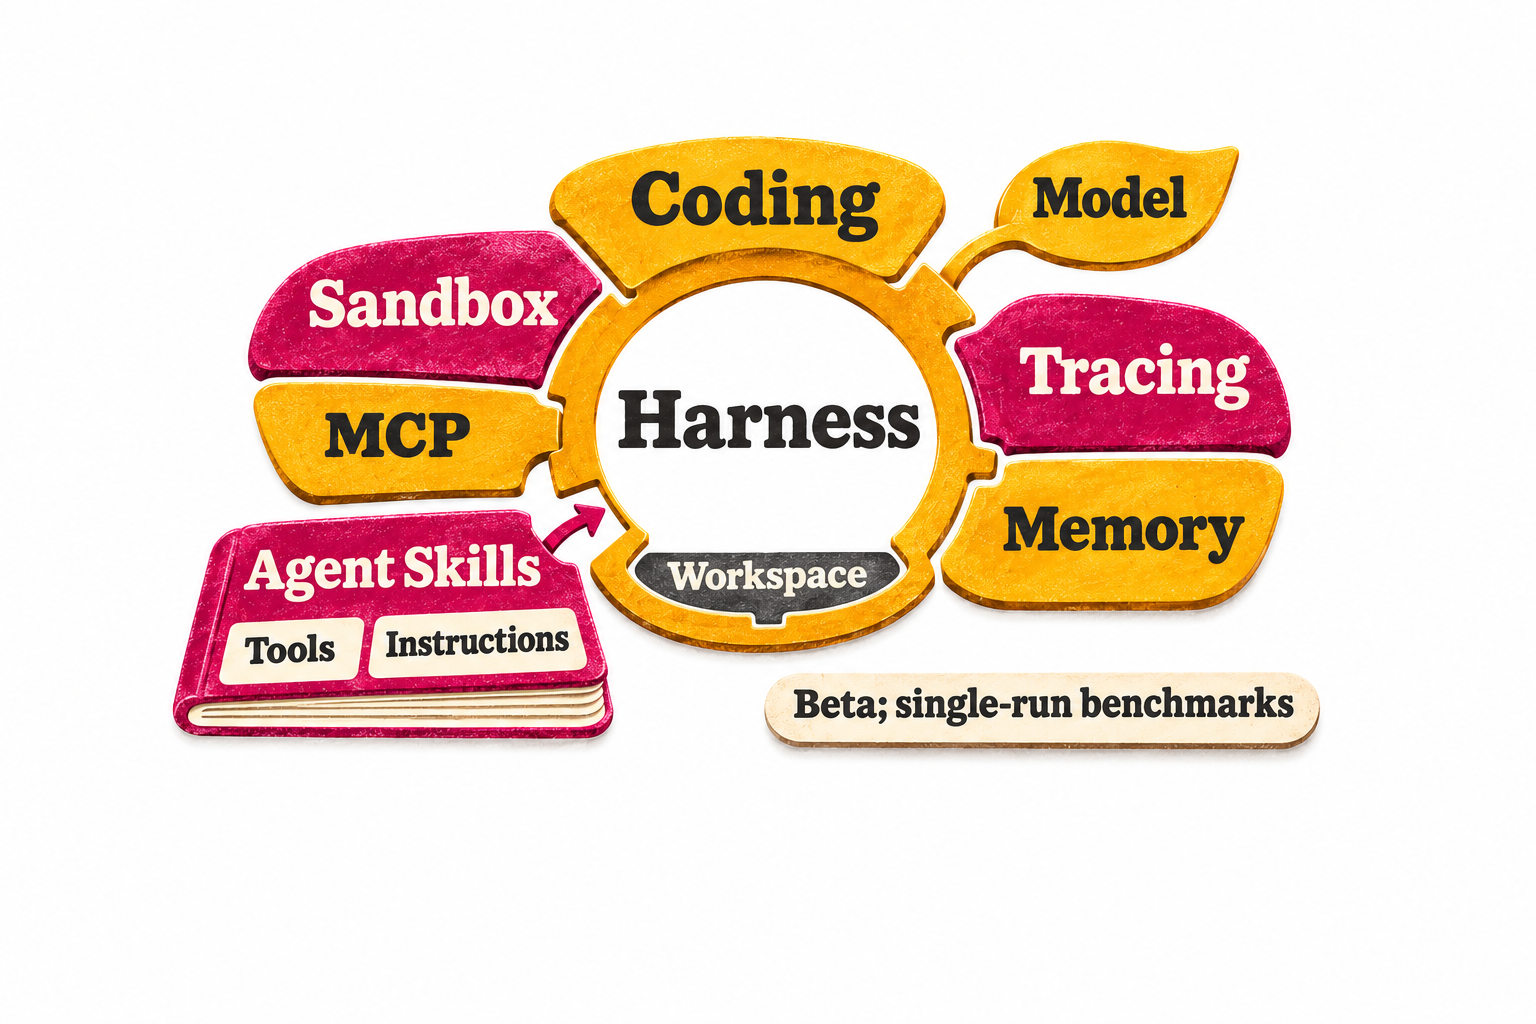 Coding
Model
Sandbox
Tracing
MCP
Harness
Memory
Agent Skills
Workspace
Tools
Instructions
Beta; single-run benchmarks